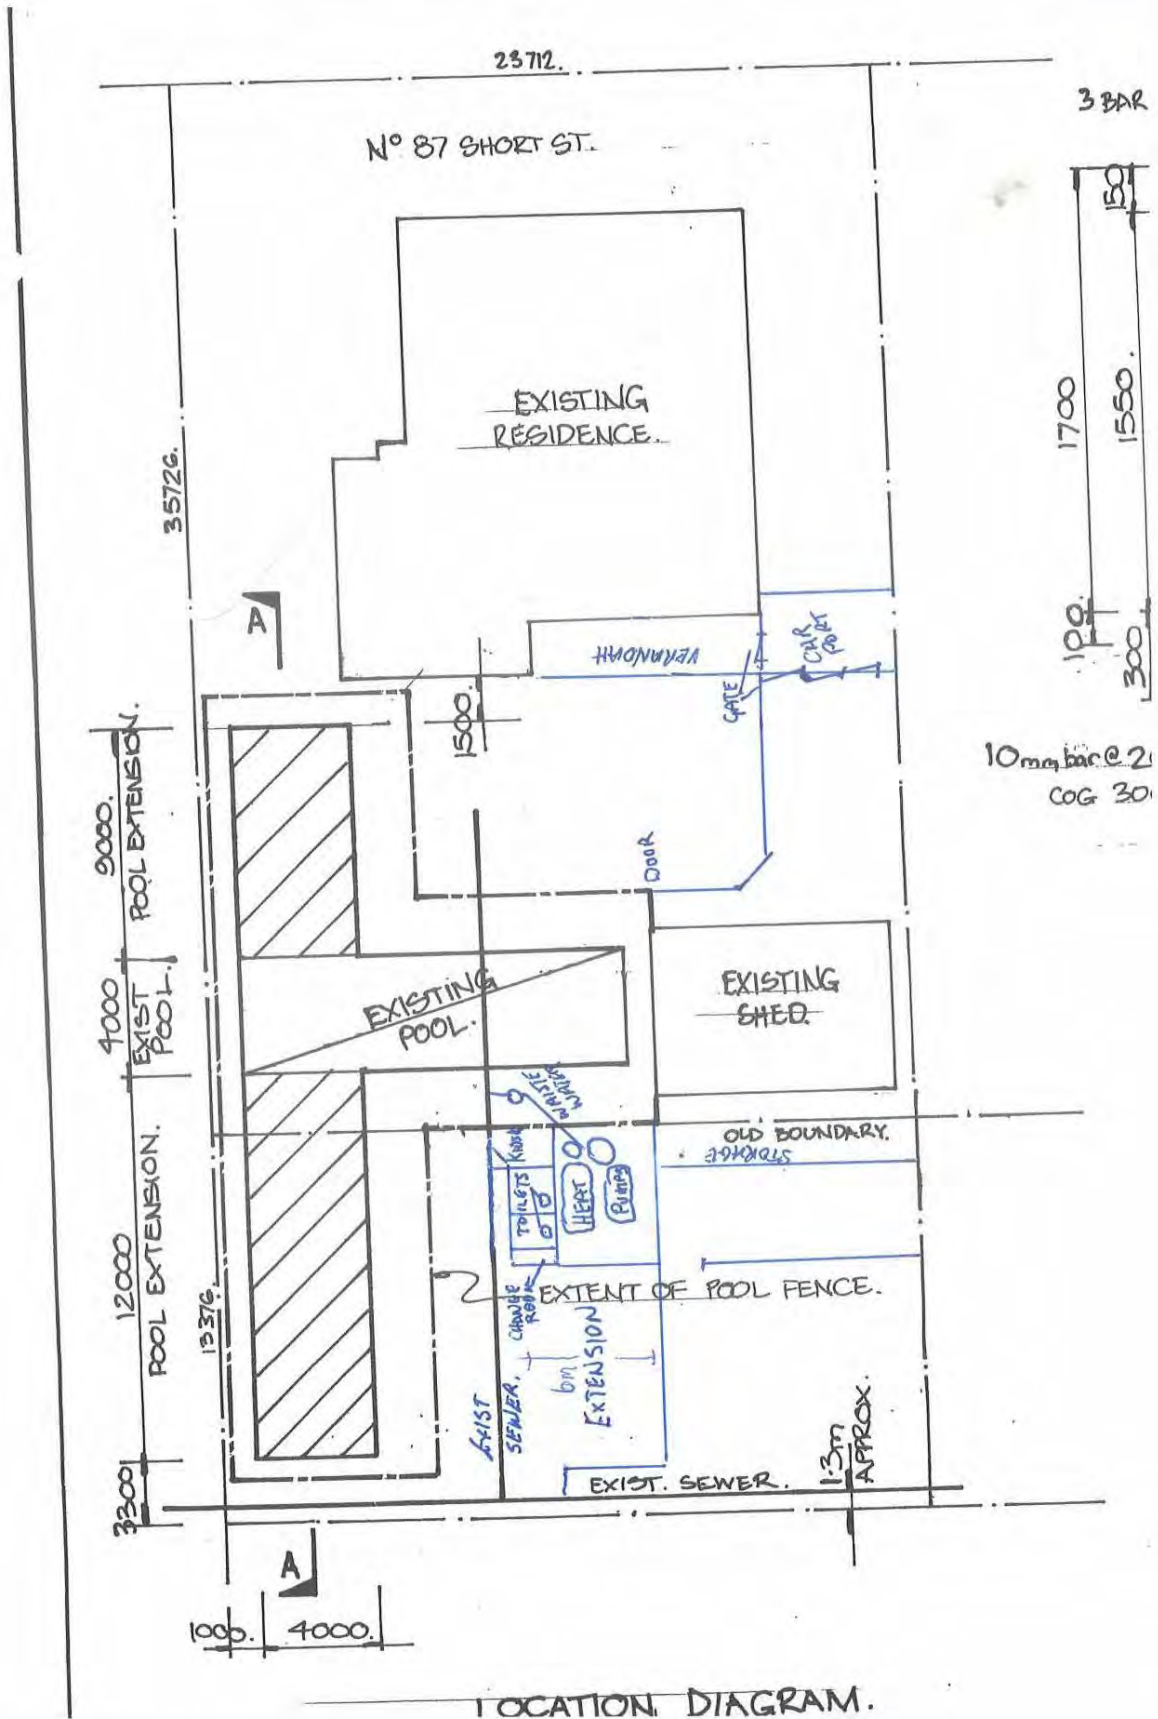 23712.
3 BAR
Nº 87 SHORT ST.
150
1700
1550.
EXISTING
RESIDENCE.
35726.
A
100
300
VERANDAH
CAR
PORT
GATE
1500
10mm bar @ 2
COG 30
9000.
POOL EXTENSION.
DOOR
4000
EXIST
POOL.
EXISTING
POOL.
EXISTING
SHED.
WAISTE
WATER
OLD BOUNDARY.
STORAGE
KIOSK
TOILETS
HEAT
PUMPS
12000
POOL EXTENSION.
13376.
EXTENT OF POOL FENCE.
CHANGE
ROOM
6m
EXTENSION
EXIST
SEWER.
1.3m
APPROX.
EXIST. SEWER.
3300
A
1000.
4000.
LOCATION DIAGRAM.